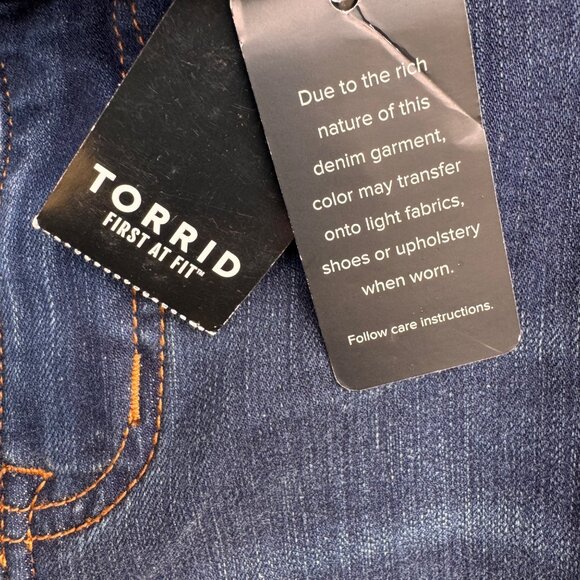 TORRID
FIRST AT FIT™
Due to the rich
nature of this
denim garment,
color may transfer
onto light fabrics,
shoes or upholstery
when worn.
Follow care instructions.